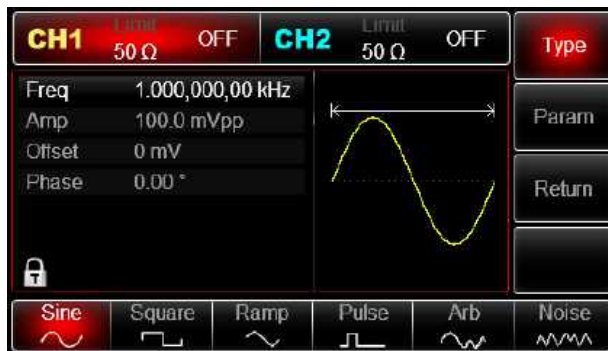 CH1 Limit OFF 50 Ω
CH2 Limit OFF 50 Ω
Type
Freq 1.000,000,00 kHz
Amp 100.0 mVpp
Offset 0 mV
Phase 0.00 °
Param
Return
Sine Square Ramp Pulse Arb Noise